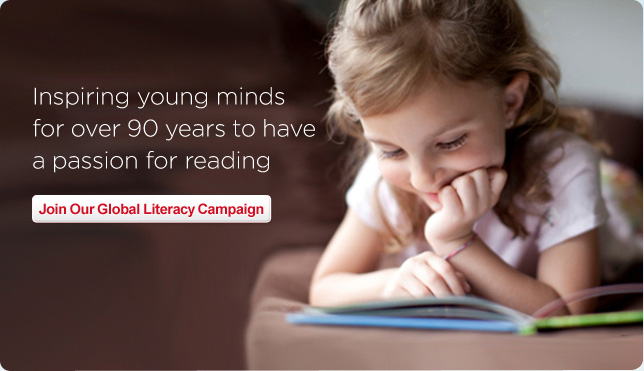 Inspiring young minds
for over 90 years to have
a passion for reading
Join Our Global Literacy Campaign